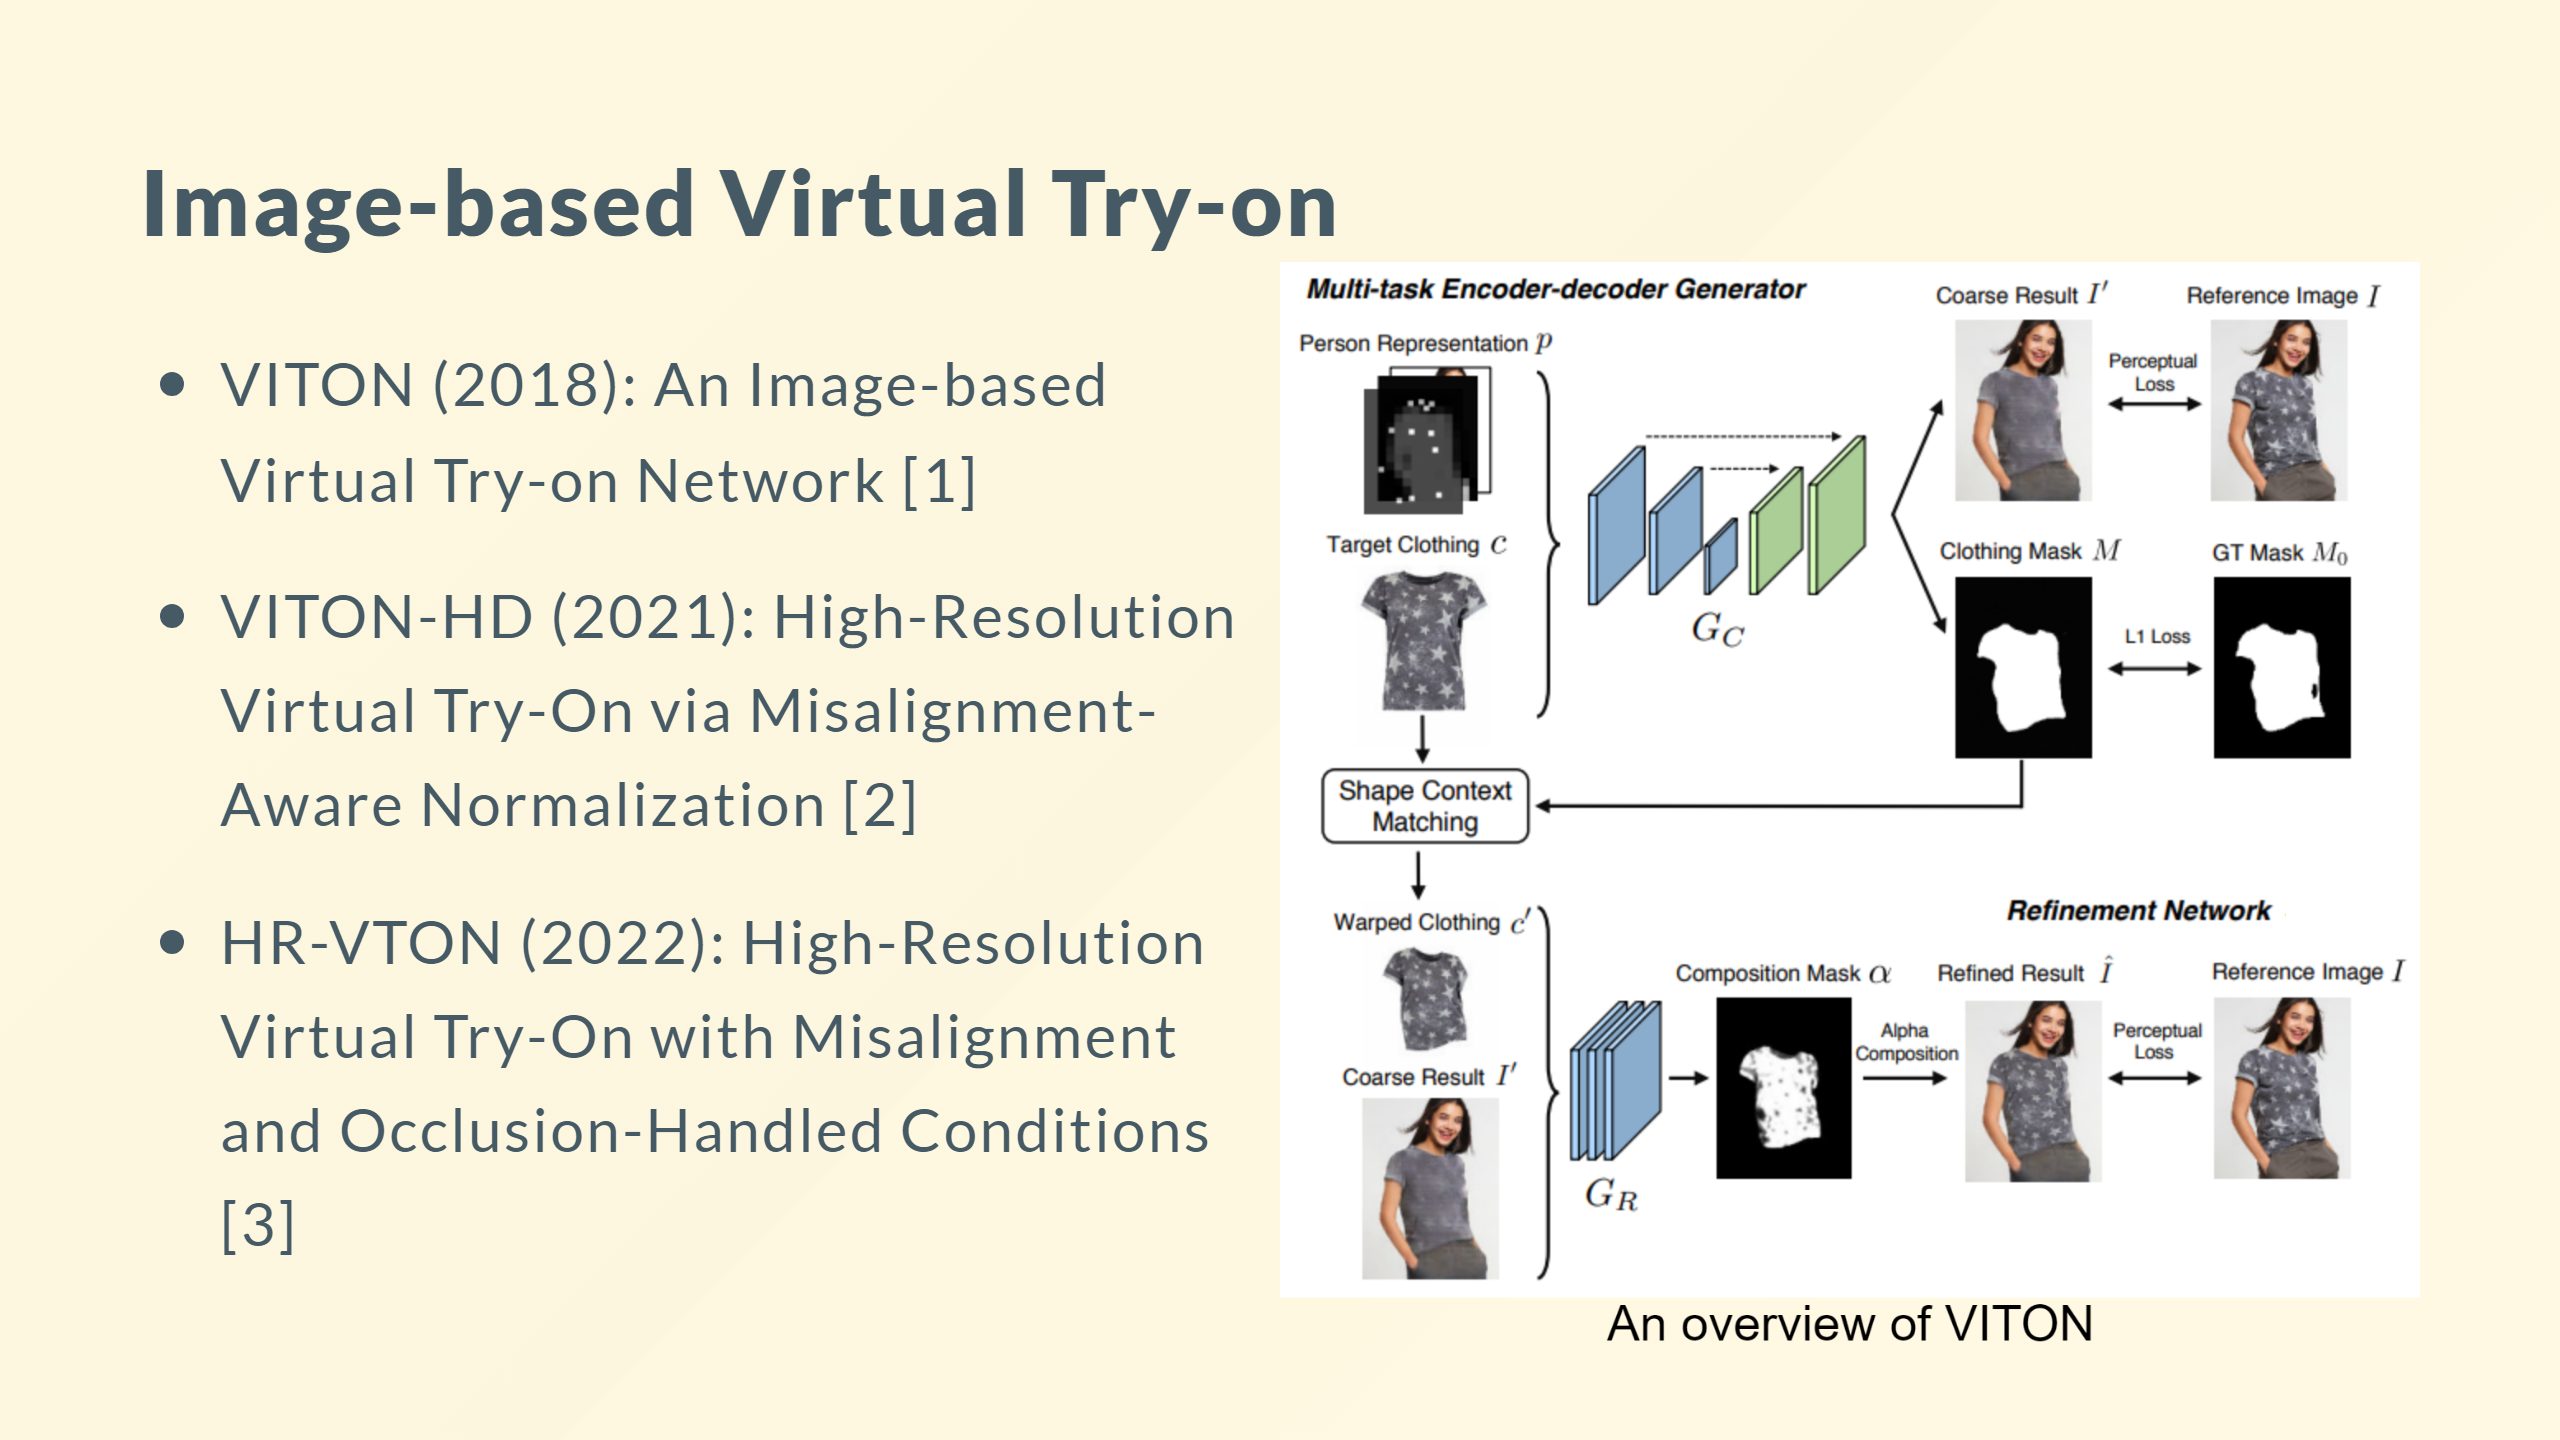 Image-based Virtual Try-on
• VITON (2018): An Image-based
Virtual Try-on Network [1]
• VITON-HD (2021): High-Resolution
Virtual Try-On via Misalignment-
Aware Normalization [2]
• HR-VTON (2022): High-Resolution
Virtual Try-On with Misalignment
and Occlusion-Handled Conditions
[3]
Multi-task Encoder-decoder Generator
Person Representation p
Target Clothing c
G_C
Coarse Result I′
Perceptual
Loss
Reference Image I
Clothing Mask M
L1 Loss
GT Mask M₀
Shape Context
Matching
Refinement Network
Warped Clothing c′
Coarse Result I′
G_R
Composition Mask α
Alpha
Composition
Refined Result Î
Perceptual
Loss
Reference Image I
An overview of VITON